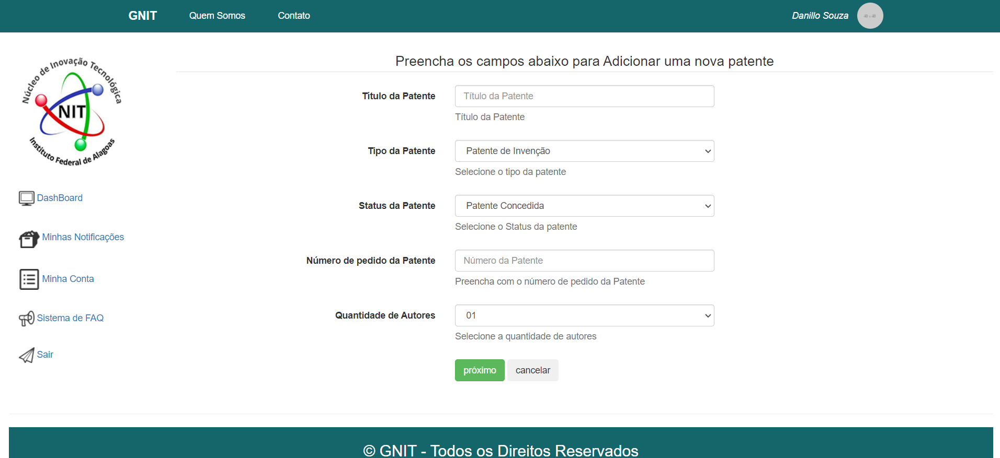 GNIT Quem Somos Contato Danillo Souza
Núcleo de Inovação Tecnológica
NIT
Instituto Federal de Alagoas
DashBoard
Minhas Notificações
Minha Conta
Sistema de FAQ
Sair
Preencha os campos abaixo para Adicionar uma nova patente
Título da Patente Título da Patente
Título da Patente
Tipo da Patente Patente de Invenção
Selecione o tipo da patente
Status da Patente Patente Concedida
Selecione o Status da patente
Número de pedido da Patente Número da Patente
Preencha com o número de pedido da Patente
Quantidade de Autores 01
Selecione a quantidade de autores
próximo cancelar
© GNIT - Todos os Direitos Reservados